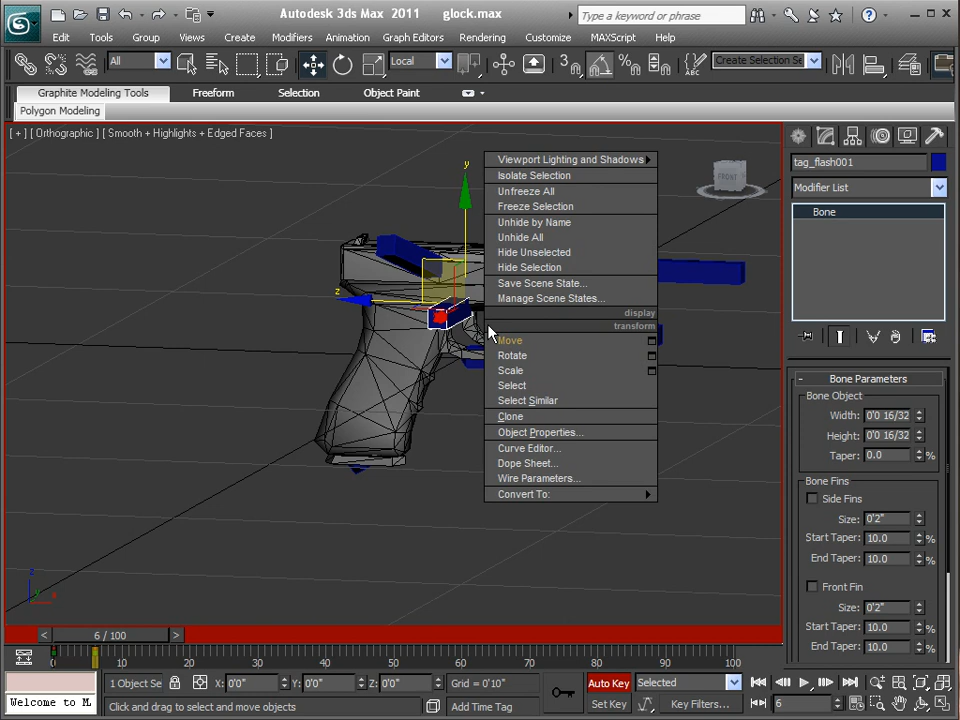 Autodesk 3ds Max 2011 glock.max
Type a keyword or phrase
Edit Tools Group Views Create Modifiers Animation Graph Editors Rendering Customize MAXScript Help
All Local 3 Create Selection Se
Graphite Modeling Tools Freeform Selection Object Paint
Polygon Modeling
[ + ] [ Orthographic ] [ Smooth + Highlights + Edged Faces ]
FRONT
y
z
Viewport Lighting and Shadows
Isolate Selection
Unfreeze All
Freeze Selection
Unhide by Name
Unhide All
Hide Unselected
Hide Selection
Save Scene State...
Manage Scene States...
display
transform
Move
Rotate
Scale
Select
Select Similar
Clone
Object Properties...
Curve Editor...
Dope Sheet...
Wire Parameters...
Convert To:
tag_flash001
Modifier List
Bone
- Bone Parameters
Bone Object
Width: 0'0 16/32
Height: 0'0 16/32
Taper: 0.0 %
Bone Fins
Side Fins
Size: 0'2"
Start Taper: 10.0 %
End Taper: 10.0 %
Front Fin
Size: 0'2"
Start Taper: 10.0 %
End Taper: 10.0 %
z
< 6 / 100 >
0 10 20 30 40 50 60 70 80 90 100
1 Object Se X: 0'0" Y: 0'0" Z: 0'0" Grid = 0'10" Auto Key Selected
Welcome to M
Click and drag to select and move objects Add Time Tag Set Key Key Filters... 6